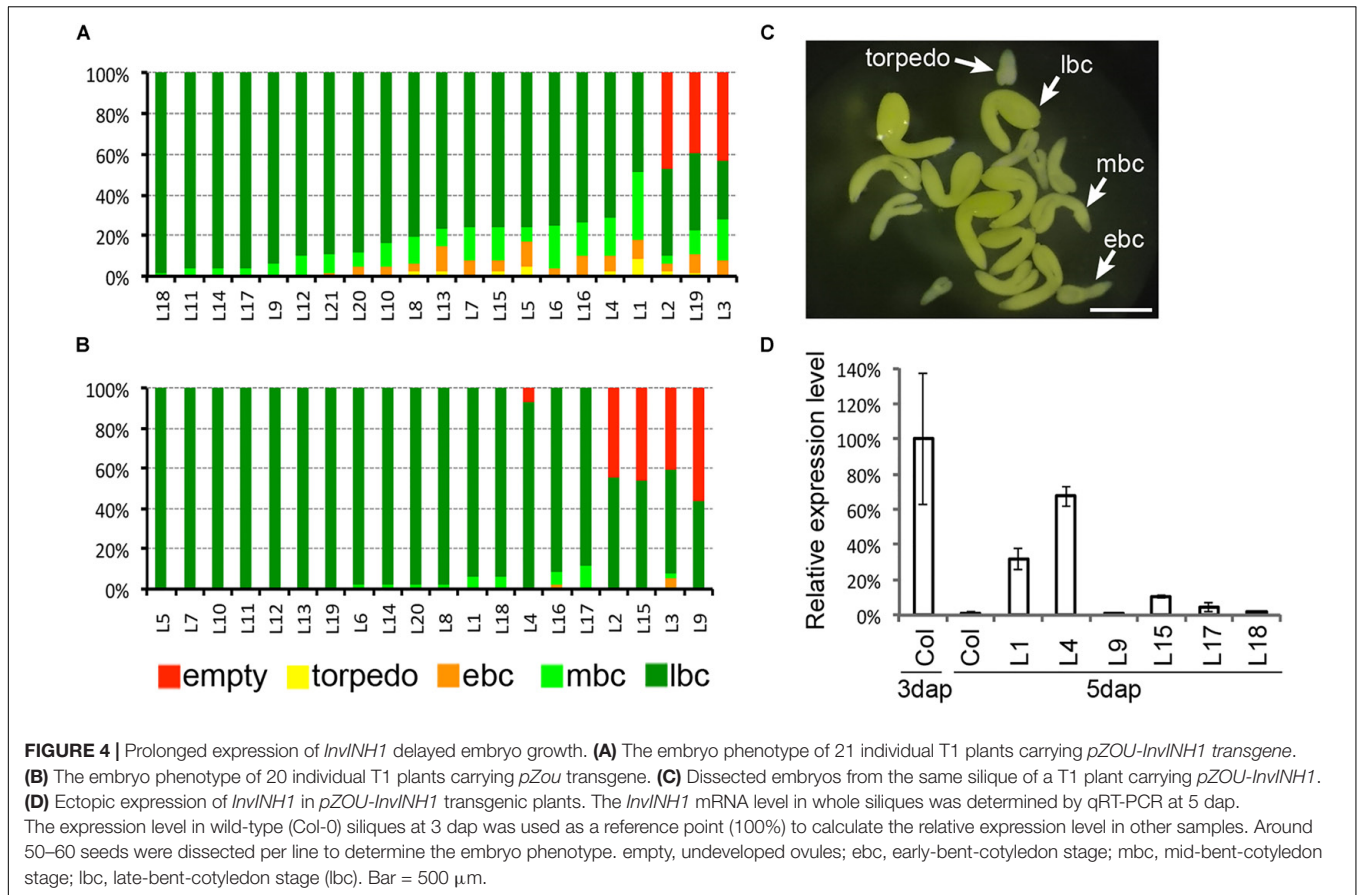 A
100%
80%
60%
40%
20%
0%
L18 L11 L14 L17 L9 L12 L21 L20 L10 L8 L13 L7 L15 L5 L6 L16 L4 L1 L2 L19 L3
B
100%
80%
60%
40%
20%
0%
L5 L7 L10 L11 L12 L13 L19 L6 L14 L20 L8 L1 L18 L4 L16 L17 L2 L15 L3 L9
empty torpedo ebc mbc lbc
C
torpedo
lbc
mbc
ebc
D
Relative expression level
140%
120%
100%
80%
60%
40%
20%
0%
Col Col L1 L4 L9 L15 L17 L18
3dap 5dap
FIGURE 4 | Prolonged expression of InvINH1 delayed embryo growth. (A) The embryo phenotype of 21 individual T1 plants carrying pZOU-InvINH1 transgene.
(B) The embryo phenotype of 20 individual T1 plants carrying pZou transgene. (C) Dissected embryos from the same silique of a T1 plant carrying pZOU-InvINH1.
(D) Ectopic expression of InvINH1 in pZOU-InvINH1 transgenic plants. The InvINH1 mRNA level in whole siliques was determined by qRT-PCR at 5 dap.
The expression level in wild-type (Col-0) siliques at 3 dap was used as a reference point (100%) to calculate the relative expression level in other samples. Around
50–60 seeds were dissected per line to determine the embryo phenotype. empty, undeveloped ovules; ebc, early-bent-cotyledon stage; mbc, mid-bent-cotyledon
stage; lbc, late-bent-cotyledon stage (lbc). Bar = 500 μm.